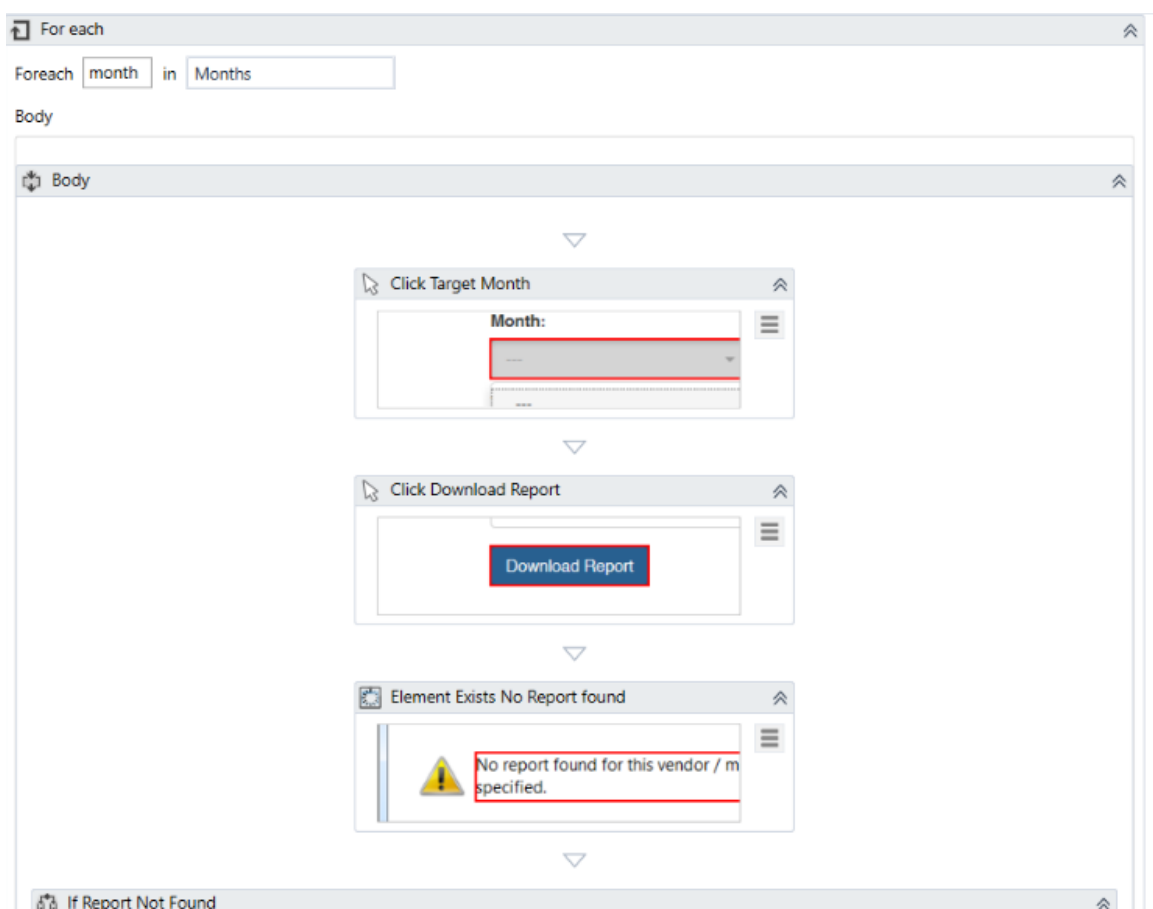 For each
Foreach month in Months
Body
Body
Click Target Month
Month:
---
---
Click Download Report
Download Report
Element Exists No Report found
No report found for this vendor / m
specified.
If Report Not Found